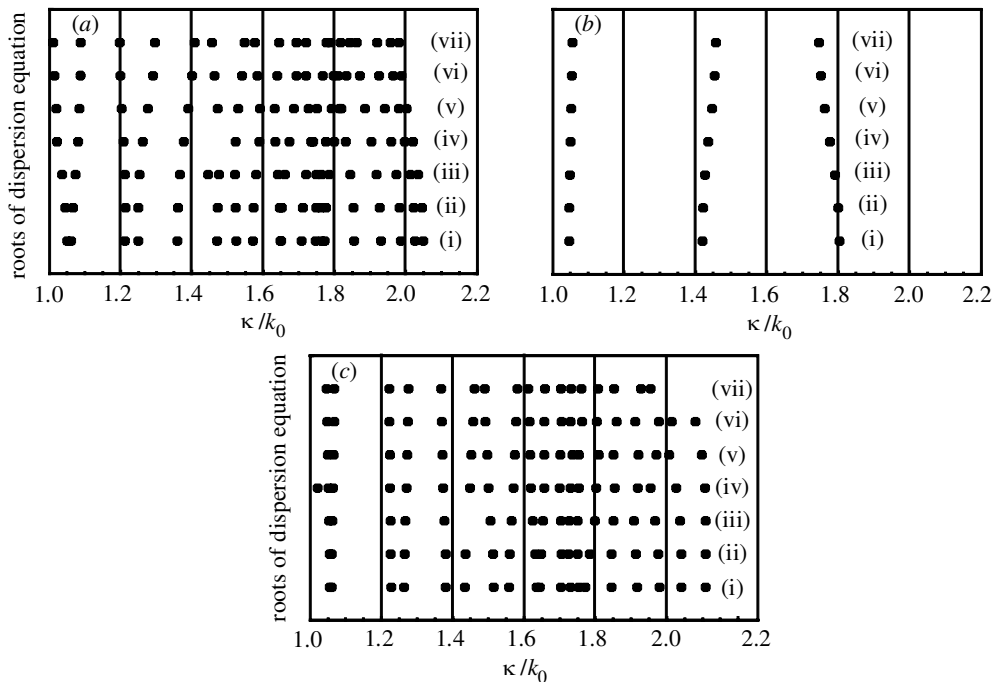 (a)
(vii)
(vi)
(v)
(iv)
(iii)
(ii)
(i)
roots of dispersion equation
1.0 1.2 1.4 1.6 1.8 2.0 2.2
κ/k0
(b)
(vii)
(vi)
(v)
(iv)
(iii)
(ii)
(i)
1.0 1.2 1.4 1.6 1.8 2.0 2.2
κ/k0
(c)
(vii)
(vi)
(v)
(iv)
(iii)
(ii)
(i)
roots of dispersion equation
1.0 1.2 1.4 1.6 1.8 2.0 2.2
κ/k0